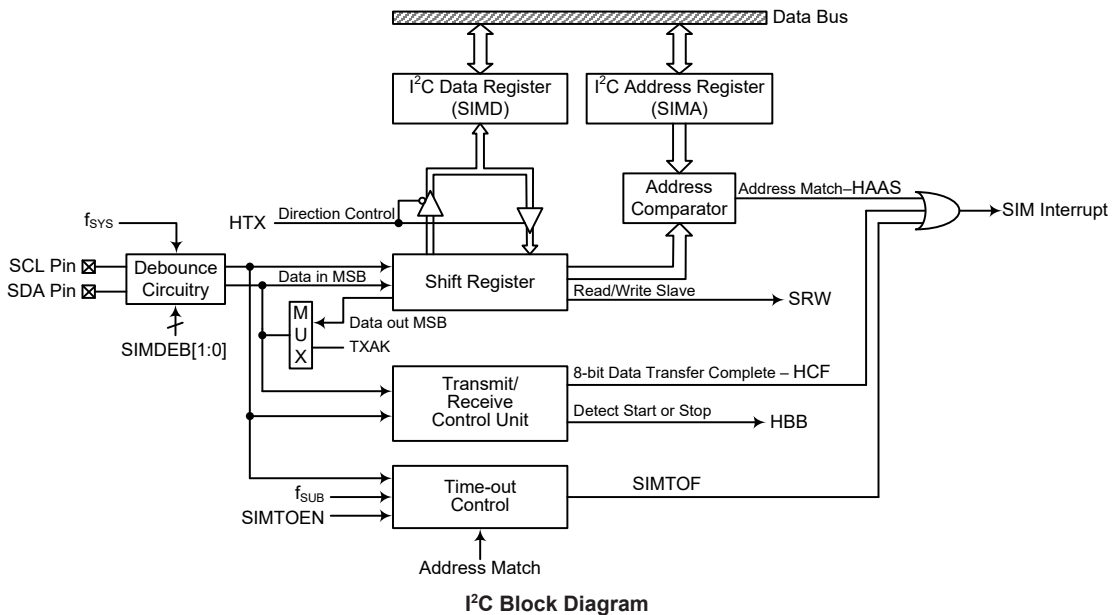 Data Bus
I²C Data Register
(SIMD)
I²C Address Register
(SIMA)
Address
Comparator
Address Match–HAAS
SIM Interrupt
HTX
Direction Control
fSYS
SCL Pin
SDA Pin
Debounce
Circuitry
SIMDEB[1:0]
Data in MSB
Shift Register
Read/Write Slave
SRW
M
U
X
Data out MSB
TXAK
Transmit/
Receive
Control Unit
8-bit Data Transfer Complete – HCF
Detect Start or Stop
HBB
fSUB
SIMTOEN
Time-out
Control
SIMTOF
Address Match
I²C Block Diagram